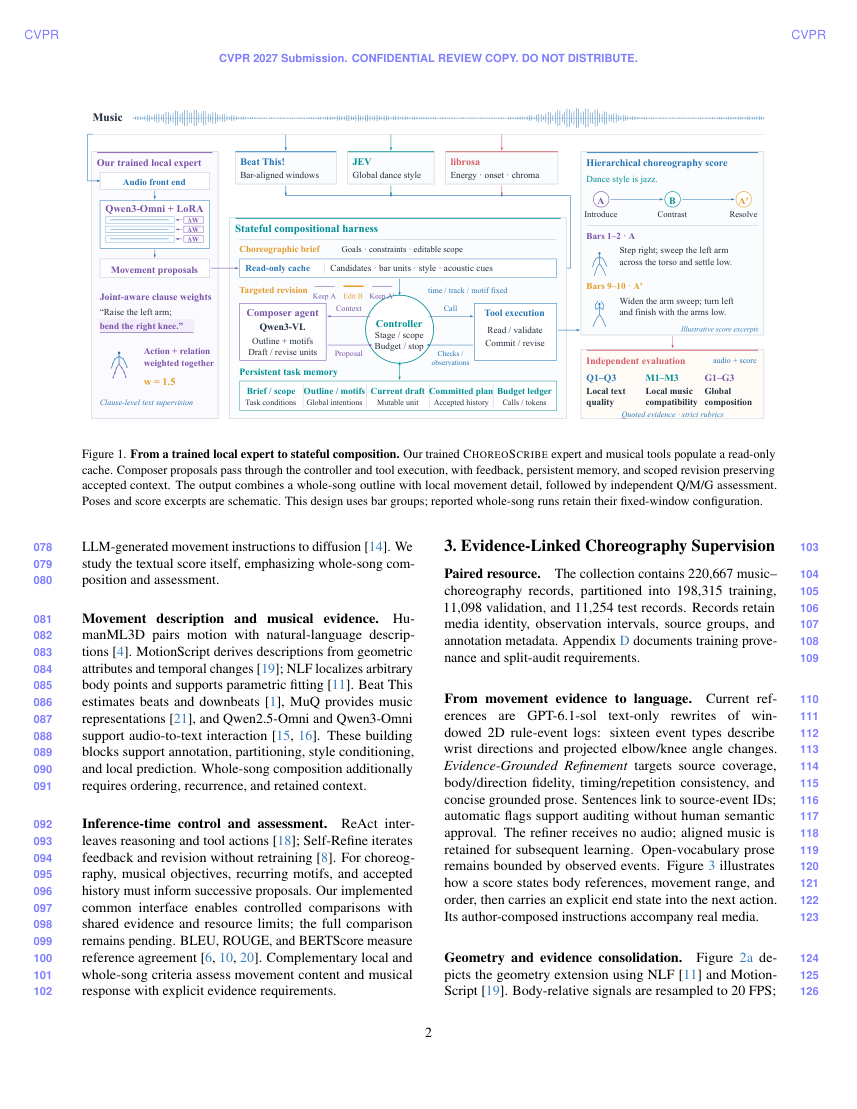 CVPR
CVPR
CVPR 2027 Submission. CONFIDENTIAL REVIEW COPY. DO NOT DISTRIBUTE.
Music
Our trained local expert
Audio front end
Qwen3-Omni + LoRA
ΔW
ΔW
ΔW
Movement proposals
Joint-aware clause weights
“Raise the left arm;
bend the right knee.”
Action + relation
weighted together
w = 1.5
Clause-level text supervision
Beat This!
Bar-aligned windows
JEV
Global dance style
librosa
Energy · onset · chroma
Stateful compositional harness
Choreographic brief Goals · constraints · editable scope
Read-only cache Candidates · bar units · style · acoustic cues
Targeted revision Keep A Edit B Keep A′ time / track / motif fixed
Composer agent
Qwen3-VL
Outline + motifs
Draft / revise units
Context
Proposal
Controller
Stage / scope
Budget / stop
Call
Checks /
observations
Tool execution
Read / validate
Commit / revise
Persistent task memory
Brief / scope Outline / motifs Current draft Committed plan Budget ledger
Task conditions Global intentions Mutable unit Accepted history Calls / tokens
Hierarchical choreography score
Dance style is jazz.
A B A′
Introduce Contrast Resolve
Bars 1–2 · A
Step right; sweep the left arm
across the torso and settle low.
Bars 9–10 · A′
Widen the arm sweep; turn left
and finish with the arms low.
Illustrative score excerpts
Independent evaluation audio + score
Q1–Q3 M1–M3 G1–G3
Local text Local music Global
quality compatibility composition
Quoted evidence · strict rubrics
Figure 1. From a trained local expert to stateful composition. Our trained CHOREOSCRIBE expert and musical tools populate a read-only
cache. Composer proposals pass through the controller and tool execution, with feedback, persistent memory, and scoped revision preserving
accepted context. The output combines a whole-song outline with local movement detail, followed by independent Q/M/G assessment.
Poses and score excerpts are schematic. This design uses bar groups; reported whole-song runs retain their fixed-window configuration.
078 LLM-generated movement instructions to diffusion [14]. We
079 study the textual score itself, emphasizing whole-song com-
080 position and assessment.
081 Movement description and musical evidence. Hu-
082 manML3D pairs motion with natural-language descrip-
083 tions [4]. MotionScript derives descriptions from geometric
084 attributes and temporal changes [19]; NLF localizes arbitrary
085 body points and supports parametric fitting [11]. Beat This
086 estimates beats and downbeats [1], MuQ provides music
087 representations [21], and Qwen2.5-Omni and Qwen3-Omni
088 support audio-to-text interaction [15, 16]. These building
089 blocks support annotation, partitioning, style conditioning,
090 and local prediction. Whole-song composition additionally
091 requires ordering, recurrence, and retained context.
092 Inference-time control and assessment. ReAct inter-
093 leaves reasoning and tool actions [18]; Self-Refine iterates
094 feedback and revision without retraining [8]. For choreog-
095 raphy, musical objectives, recurring motifs, and accepted
096 history must inform successive proposals. Our implemented
097 common interface enables controlled comparisons with
098 shared evidence and resource limits; the full comparison
099 remains pending. BLEU, ROUGE, and BERTScore measure
100 reference agreement [6, 10, 20]. Complementary local and
101 whole-song criteria assess movement content and musical
102 response with explicit evidence requirements.
3. Evidence-Linked Choreography Supervision 103
Paired resource. The collection contains 220,667 music– 104
choreography records, partitioned into 198,315 training, 105
11,098 validation, and 11,254 test records. Records retain 106
media identity, observation intervals, source groups, and 107
annotation metadata. Appendix D documents training prove- 108
nance and split-audit requirements. 109
From movement evidence to language. Current ref- 110
erences are GPT-6.1-sol text-only rewrites of win- 111
dowed 2D rule-event logs: sixteen event types describe 112
wrist directions and projected elbow/knee angle changes. 113
Evidence-Grounded Refinement targets source coverage, 114
body/direction fidelity, timing/repetition consistency, and 115
concise grounded prose. Sentences link to source-event IDs; 116
automatic flags support auditing without human semantic 117
approval. The refiner receives no audio; aligned music is 118
retained for subsequent learning. Open-vocabulary prose 119
remains bounded by observed events. Figure 3 illustrates 120
how a score states body references, movement range, and 121
order, then carries an explicit end state into the next action. 122
Its author-composed instructions accompany real media. 123
Geometry and evidence consolidation. Figure 2a de- 124
picts the geometry extension using NLF [11] and Motion- 125
Script [19]. Body-relative signals are resampled to 20 FPS; 126
2